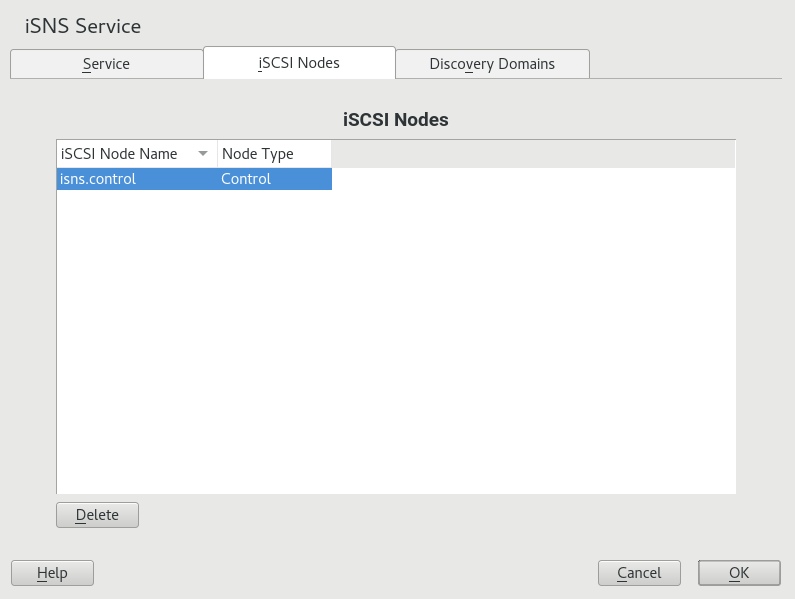 iSNS Service
Service iSCSI Nodes Discovery Domains
iSCSI Nodes
iSCSI Node Name Node Type
isns.control Control
Delete
Help Cancel OK